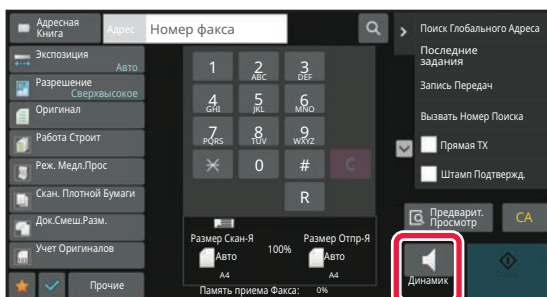 Адресная
Книга
Адрес
Номер факса
Экспозиция
Авто
Разрешение
Сверхвысокое
Оригинал
Работа Строит
Реж. Медл.Прос
Скан. Плотной Бумаги
Док.Смеш.Разм.
Учет Оригиналов
Прочие
1
2
ABC
3
DEF
4
GHI
5
JKL
6
MNO
7
PQRS
8
TUV
9
WXYZ
0
#
C
R
Размер Скан-Я
100%
Размер Отпр-Я
Авто
Авто
A4
A4
Память приема Факса: 0%
Поиск Глобального Адреса
Последние
задания
Запись Передач
Вызвать Номер Поиска
Прямая TX
Штамп Подтвержд.
Предварит.
Просмотр
CA
Динамик